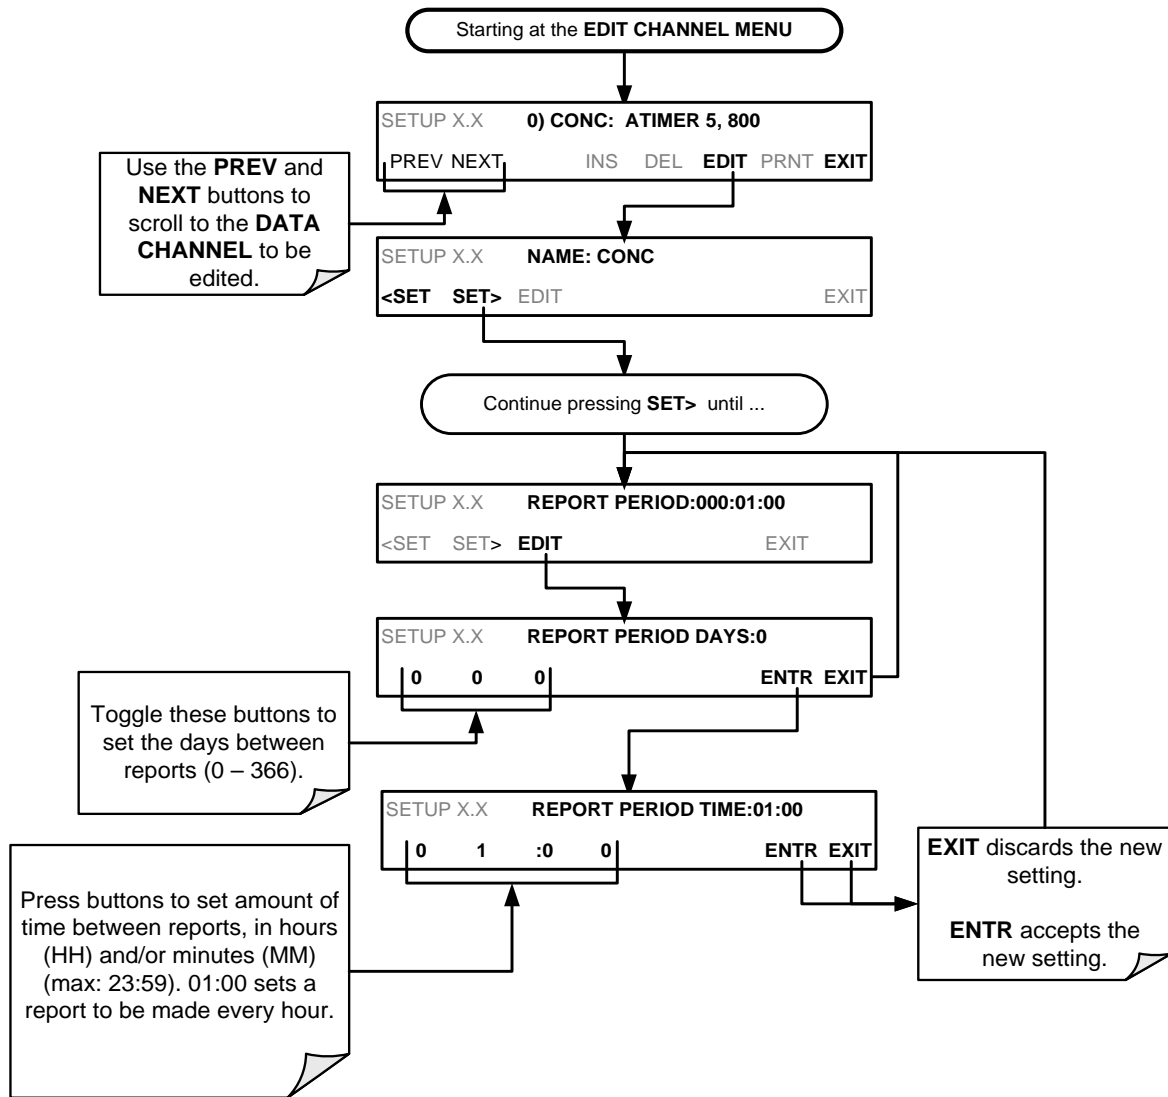 Starting at the EDIT CHANNEL MENU
SETUP X.X 0) CONC: ATIMER 5, 800
PREV NEXT INS DEL EDIT PRNT EXIT
Use the PREV and
NEXT buttons to
scroll to the DATA
CHANNEL to be
edited.
SETUP X.X NAME: CONC
<SET SET> EDIT EXIT
Continue pressing SET> until ...
SETUP X.X REPORT PERIOD:000:01:00
<SET SET> EDIT EXIT
SETUP X.X REPORT PERIOD DAYS:0
0 0 0 ENTR EXIT
Toggle these buttons to
set the days between
reports (0 – 366).
SETUP X.X REPORT PERIOD TIME:01:00
0 1 :0 0 ENTR EXIT
Press buttons to set amount of
time between reports, in hours
(HH) and/or minutes (MM)
(max: 23:59). 01:00 sets a
report to be made every hour.
EXIT discards the new
setting.
ENTR accepts the
new setting.